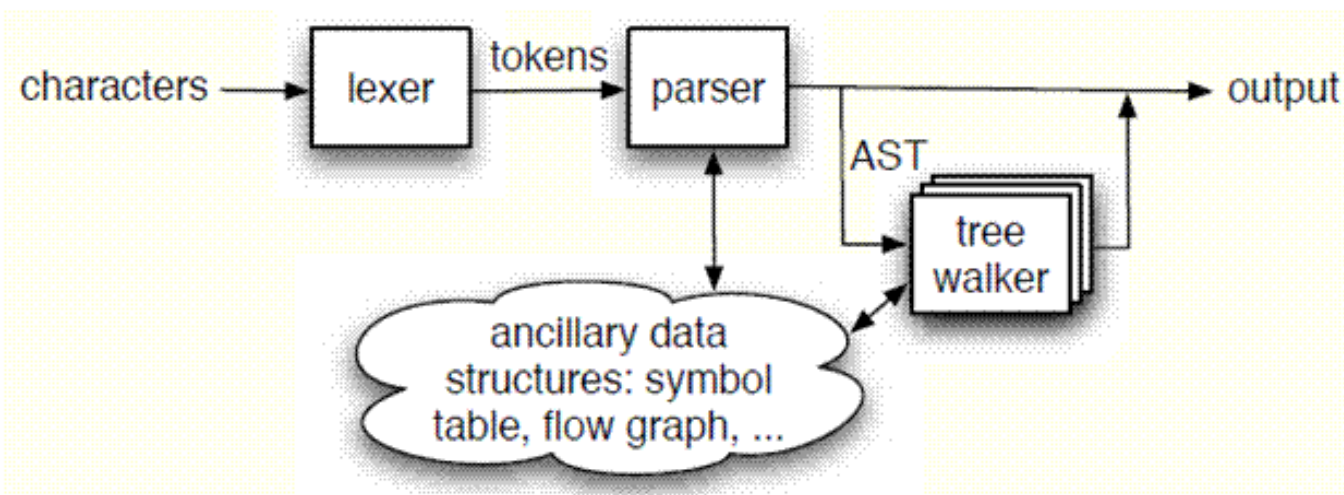 characters
lexer
tokens
parser
output
AST
tree
walker
ancillary data
structures: symbol
table, flow graph, ...